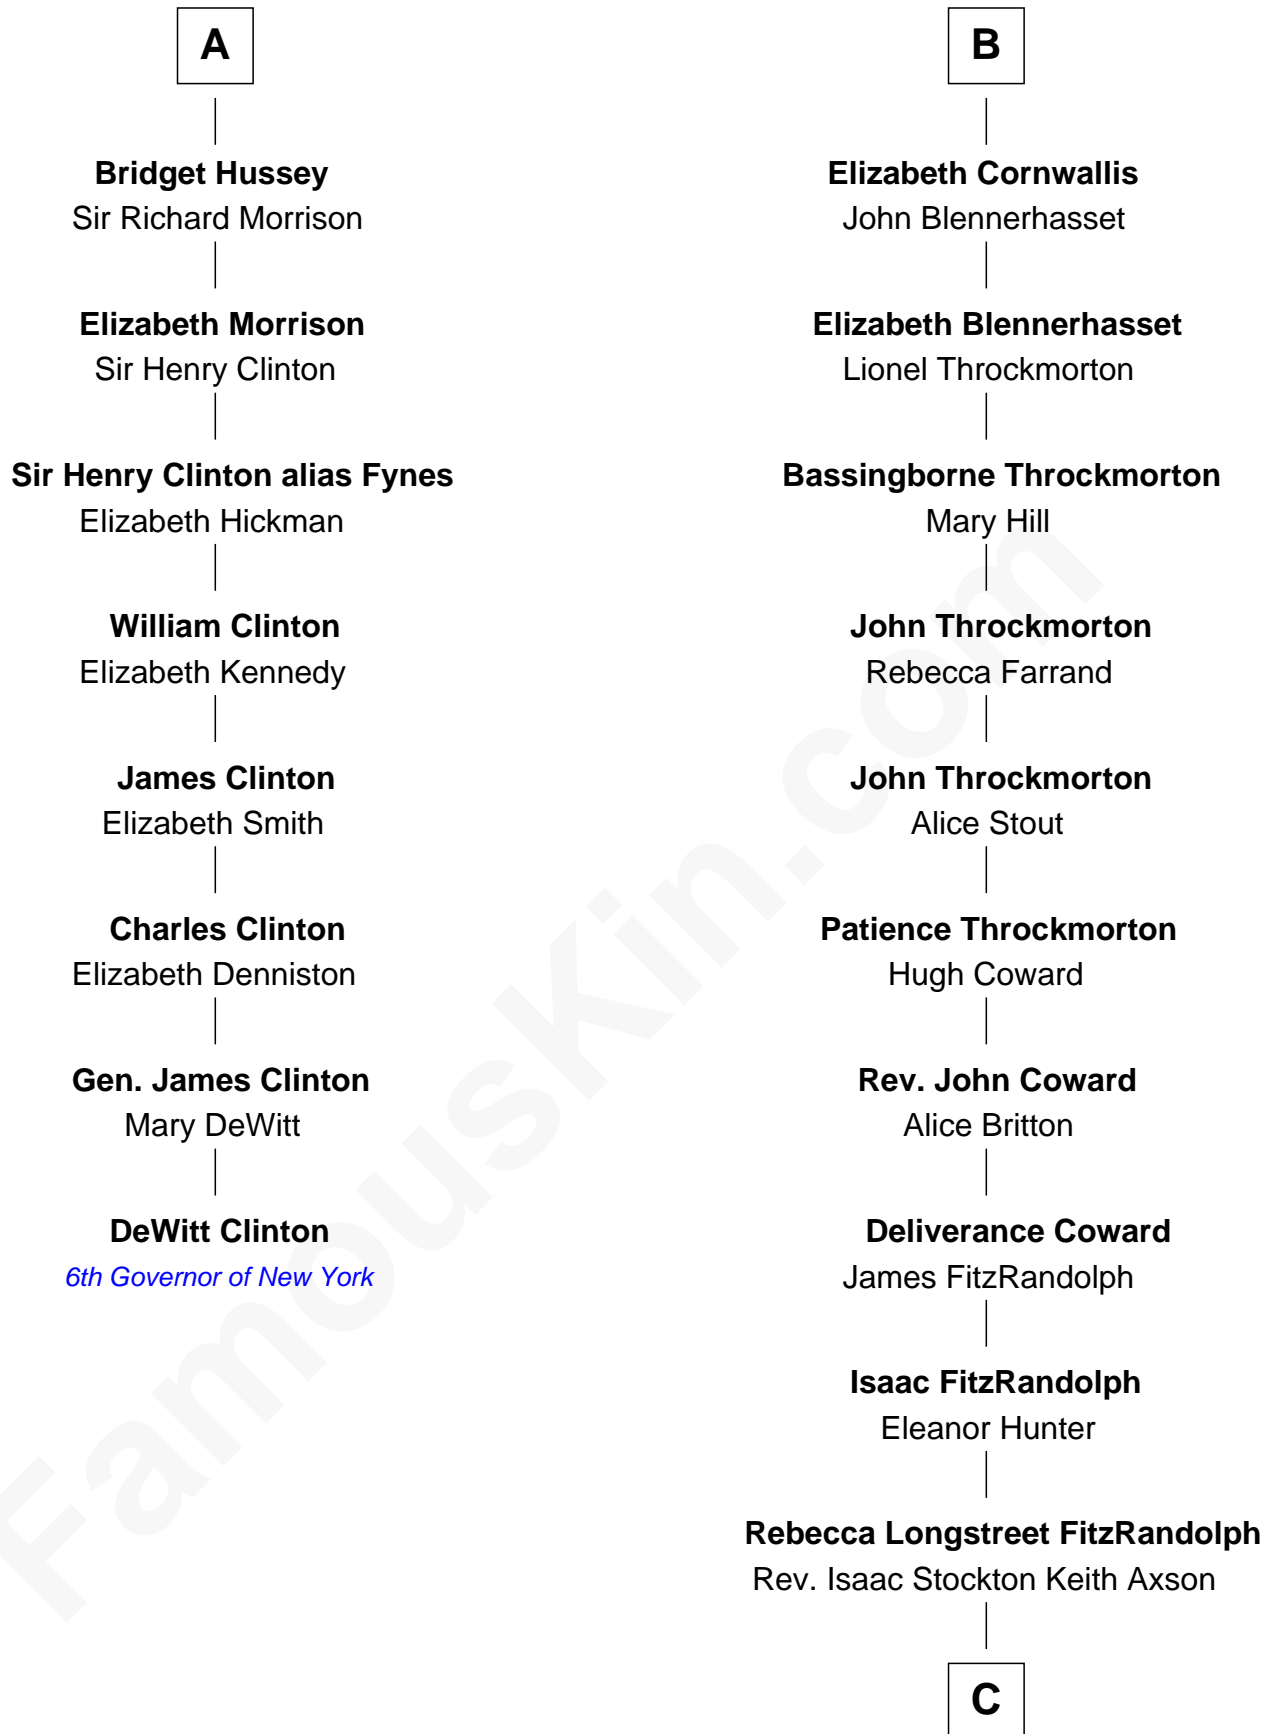 A
Bridget Hussey
Sir Richard Morrison
Elizabeth Morrison
Sir Henry Clinton
Sir Henry Clinton alias Fynes
Elizabeth Hickman
William Clinton
Elizabeth Kennedy
James Clinton
Elizabeth Smith
Charles Clinton
Elizabeth Denniston
Gen. James Clinton
Mary DeWitt
DeWitt Clinton
6th Governor of New York
B
Elizabeth Cornwallis
John Blennerhasset
Elizabeth Blennerhasset
Lionel Throckmorton
Bassingborne Throckmorton
Mary Hill
John Throckmorton
Rebecca Farrand
John Throckmorton
Alice Stout
Patience Throckmorton
Hugh Coward
Rev. John Coward
Alice Britton
Deliverance Coward
James FitzRandolph
Isaac FitzRandolph
Eleanor Hunter
Rebecca Longstreet FitzRandolph
Rev. Isaac Stockton Keith Axson
C
FamousKin.com